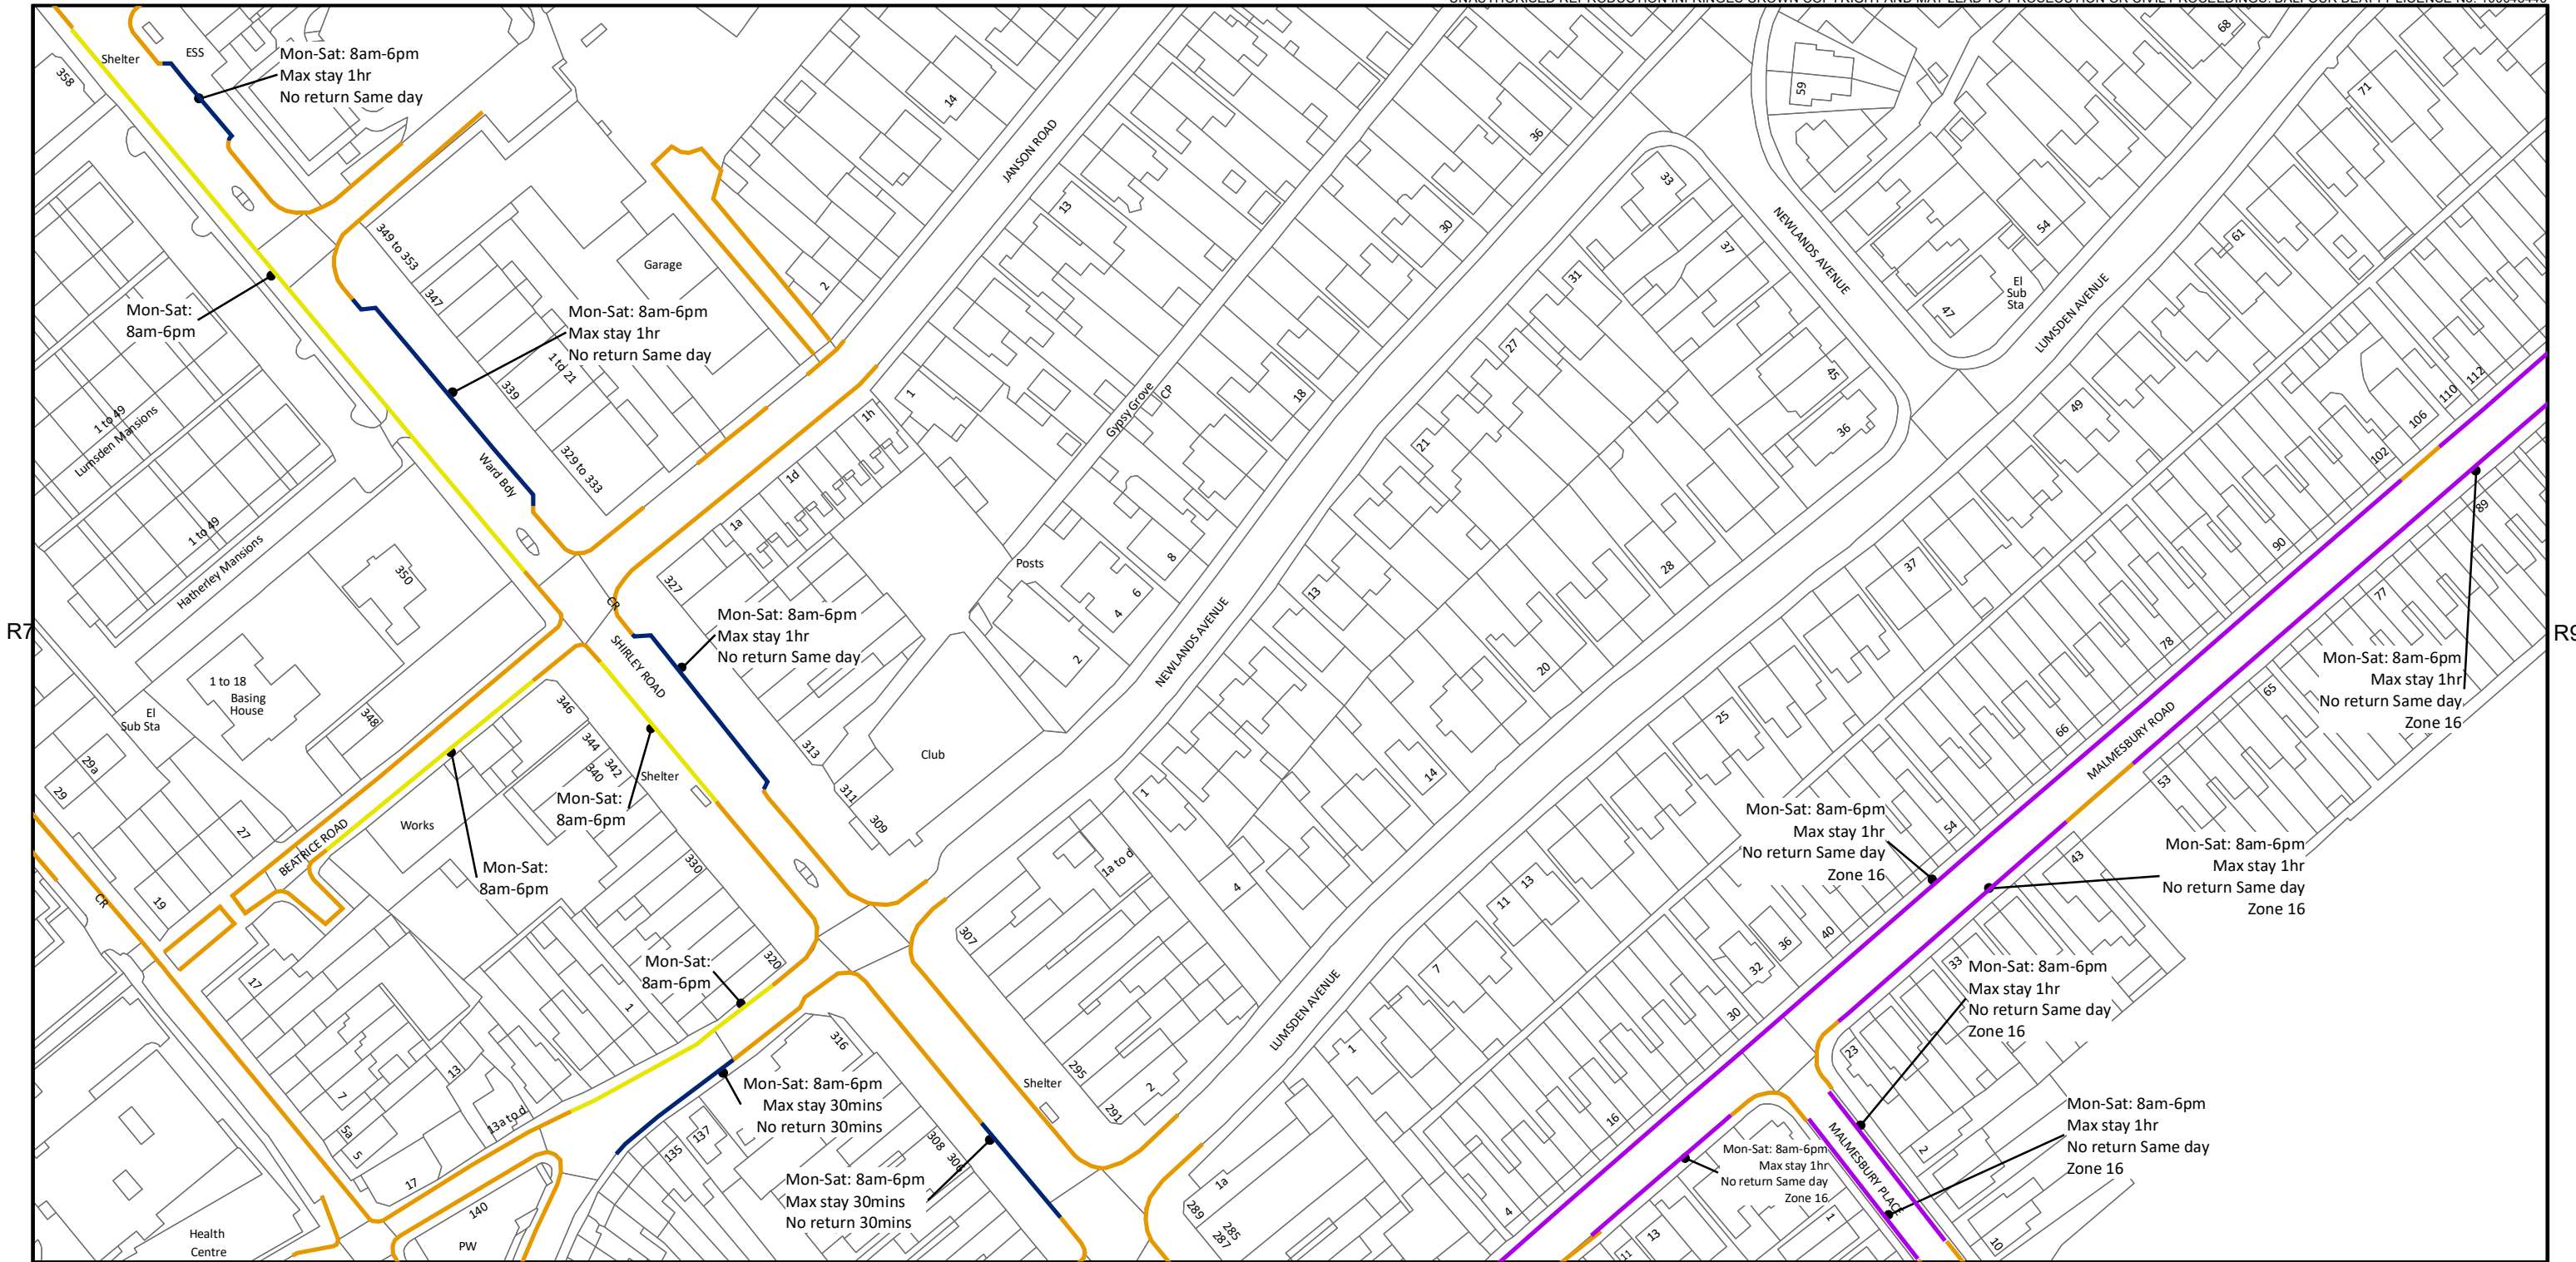 Shelter
ESS
358
Mon-Sat: 8am-6pm
Max stay 1hr
No return Same day
14
JANSON ROAD
36
59
68
71
13
33
NEWLANDS AVENUE
54
61
30
37
El
Sub
Sta
47
LUMSDEN AVENUE
349 to 353
Garage
347
2
31
Mon-Sat:
8am-6pm
Mon-Sat: 8am-6pm
Max stay 1hr
No return Same day
1 to 21
339
27
45
36
18
Gypsy Grove
CP
1
1h
21
49
112
110
106
102
1 to 49
Lumsden Mansions
Ward Bdy
329 to 333
1d
1a
1 to 49
Hatherley Mansions
350
Posts
8
6
4
2
28
37
90
89
77
78
R7
R9
327
CR
SHIRLEY ROAD
Mon-Sat: 8am-6pm
Max stay 1hr
No return Same day
13
NEWLANDS AVENUE
20
Mon-Sat: 8am-6pm
Max stay 1hr
No return Same day
Zone 16
1 to 18
Basing
House
El
Sub Sta
348
346
344
342
340
Shelter
313
Club
311
309
14
25
66
65
MALMESBURY ROAD
53
29a
29
27
BEATRICE ROAD
Works
Mon-Sat:
8am-6pm
Mon-Sat:
8am-6pm
330
1
1a to d
4
54
Mon-Sat: 8am-6pm
Max stay 1hr
No return Same day
Zone 16
43
Mon-Sat: 8am-6pm
Max stay 1hr
No return Same day
Zone 16
CR
19
17
Mon-Sat:
8am-6pm
320
307
13
11
7
40
36
32
33
Mon-Sat: 8am-6pm
Max stay 1hr
No return Same day
Zone 16
1
13
7
5a
5
13a to d
17
316
Shelter
295
2
291
LUMSDEN AVENUE
1
30
16
23
Mon-Sat: 8am-6pm
Max stay 30mins
No return 30mins
137
135
308
306
Mon-Sat: 8am-6pm
Max stay 30mins
No return 30mins
Mon-Sat: 8am-6pm
Max stay 1hr
No return Same day
Zone 16
MALMESBURY PLACE
2
Mon-Sat: 8am-6pm
Max stay 1hr
No return Same day
Zone 16
140
PW
Health
Centre
1a
289
285
287
4
13
11
1
10